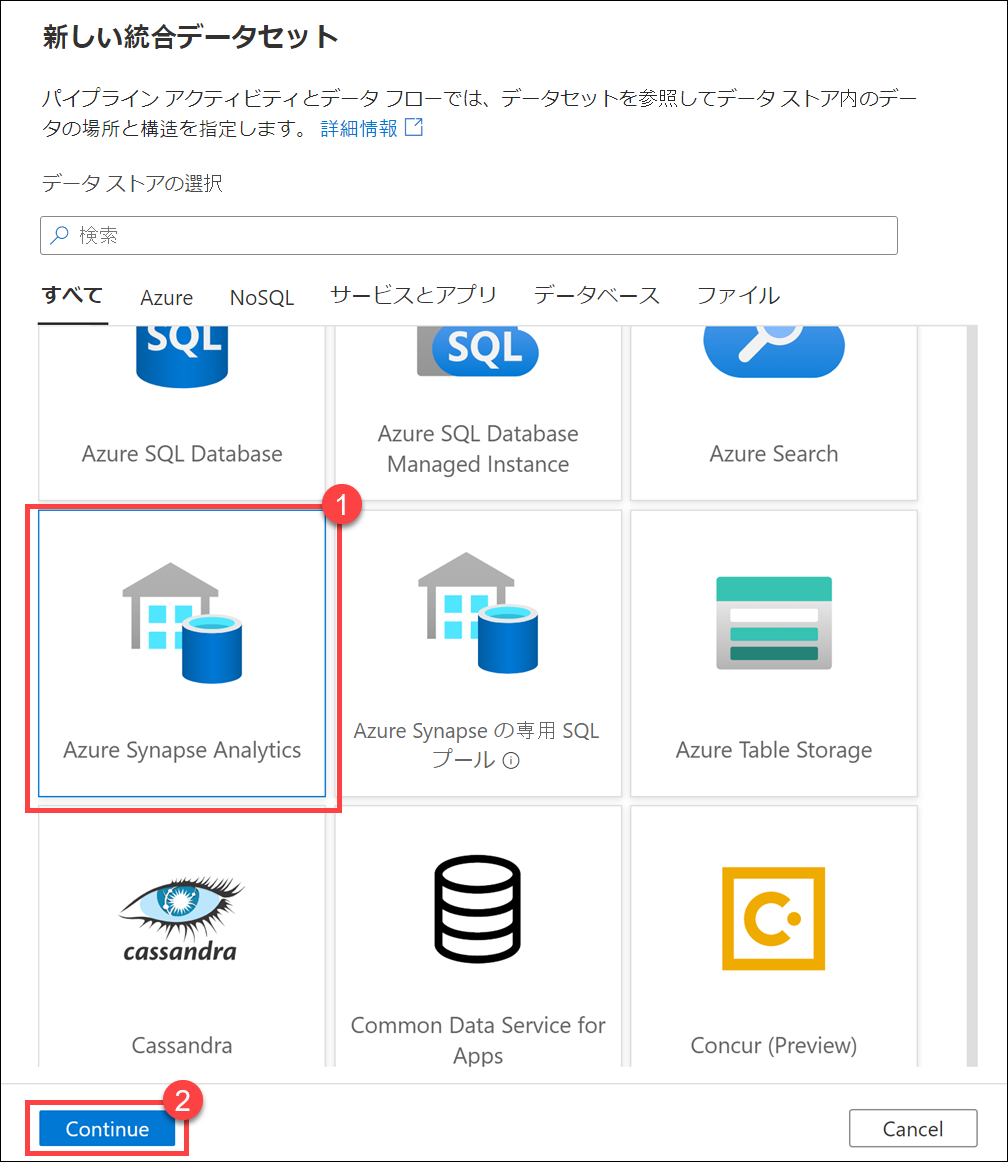 新しい統合データセット
パイプライン アクティビティとデータ フローでは、データセットを参照してデータ ストア内のデー
タの場所と構造を指定します。 詳細情報
データ ストアの選択
検索
すべて Azure NoSQL サービスとアプリ データベース ファイル
SQL SQL
Azure SQL Database
Azure SQL Database
Managed Instance
Azure Search
1
Azure Synapse Analytics
Azure Synapse の専用 SQL
プール
Azure Table Storage
cassandra
Cassandra
Common Data Service for
Apps
C
Concur (Preview)
2
Continue
Cancel